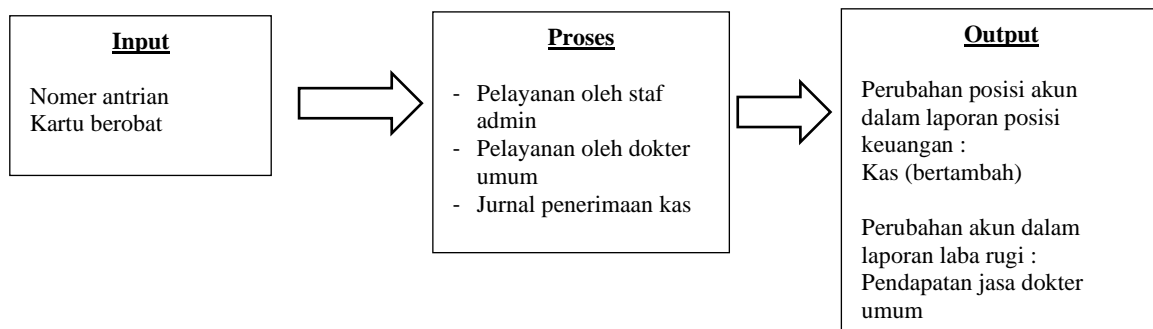 Input
Nomer antrian
Kartu berobat
Proses
- Pelayanan oleh staf
admin
- Pelayanan oleh dokter
umum
- Jurnal penerimaan kas
Output
Perubahan posisi akun
dalam laporan posisi
keuangan :
Kas (bertambah)
Perubahan akun dalam
laporan laba rugi :
Pendapatan jasa dokter
umum